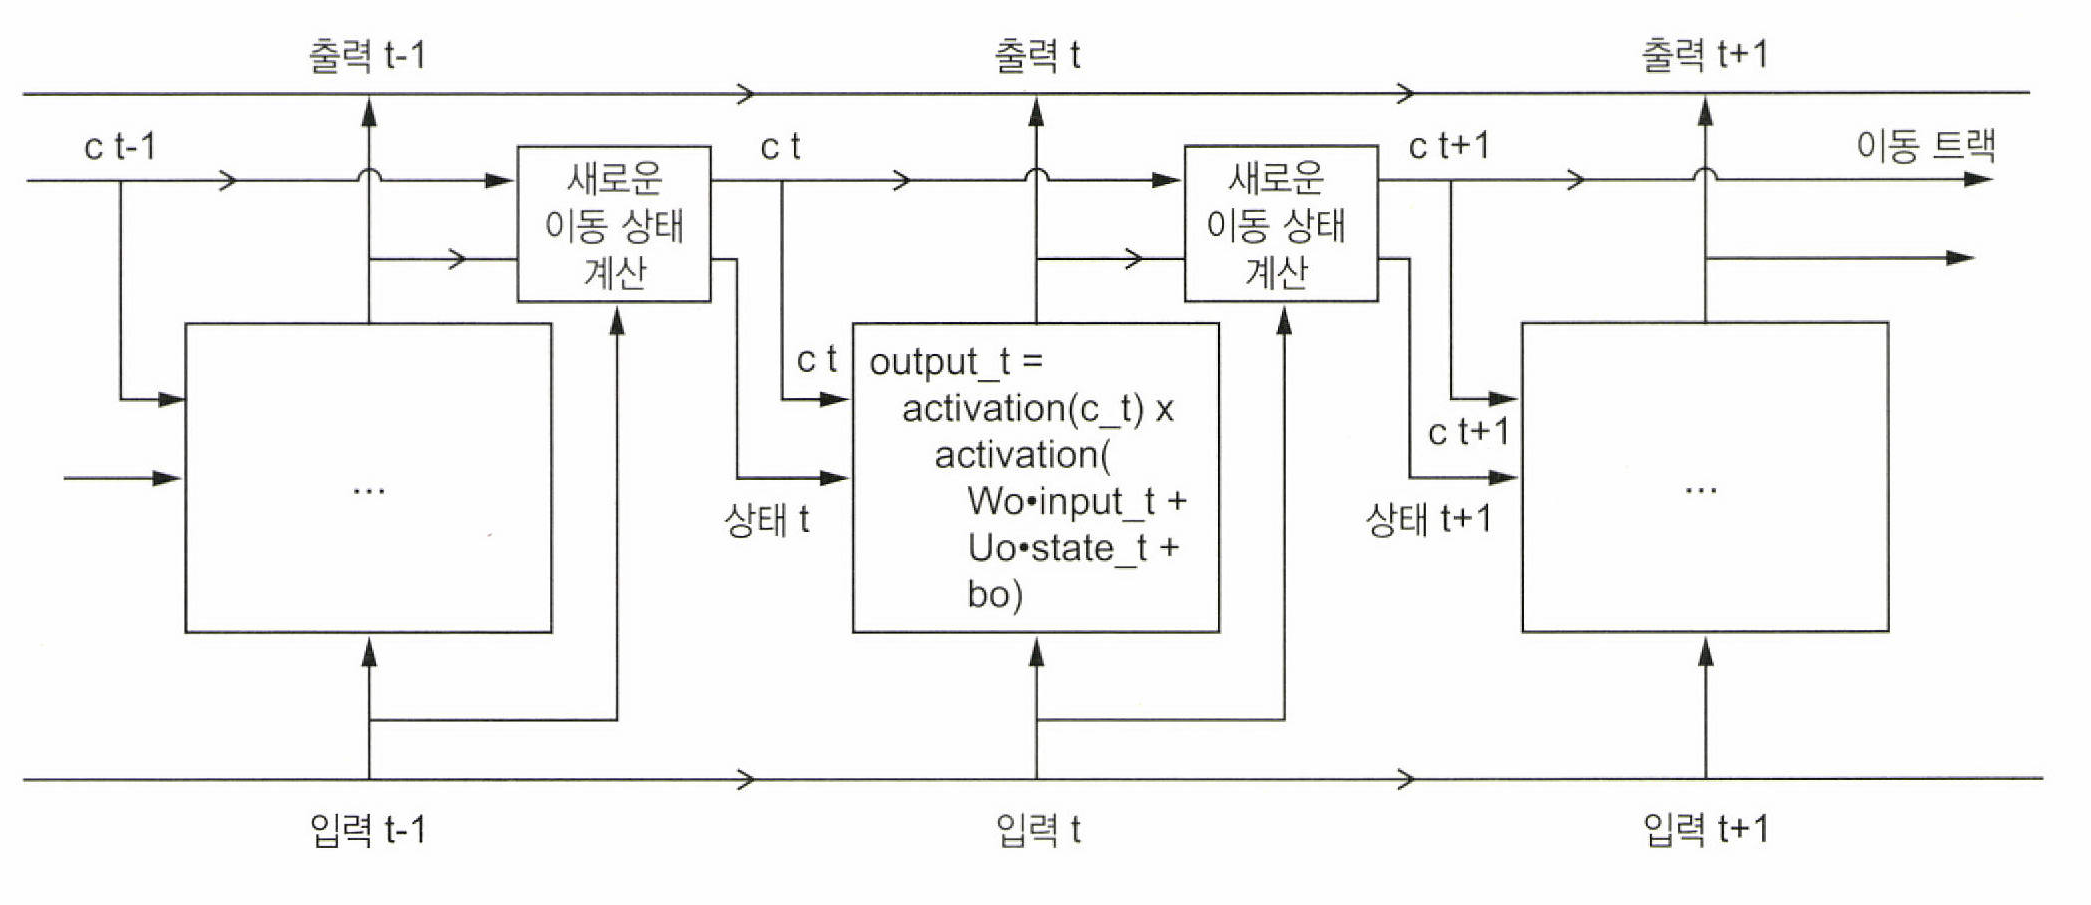 출력 t-1
출력 t
출력 t+1
c t-1
c t
c t+1
이동 트랙
새로운
이동 상태
계산
새로운
이동 상태
계산
c t
output_t =
activation(c_t) x
activation(
Wo•input_t +
Uo•state_t +
bo)
...
...
c t+1
상태 t
상태 t+1
입력 t-1
입력 t
입력 t+1